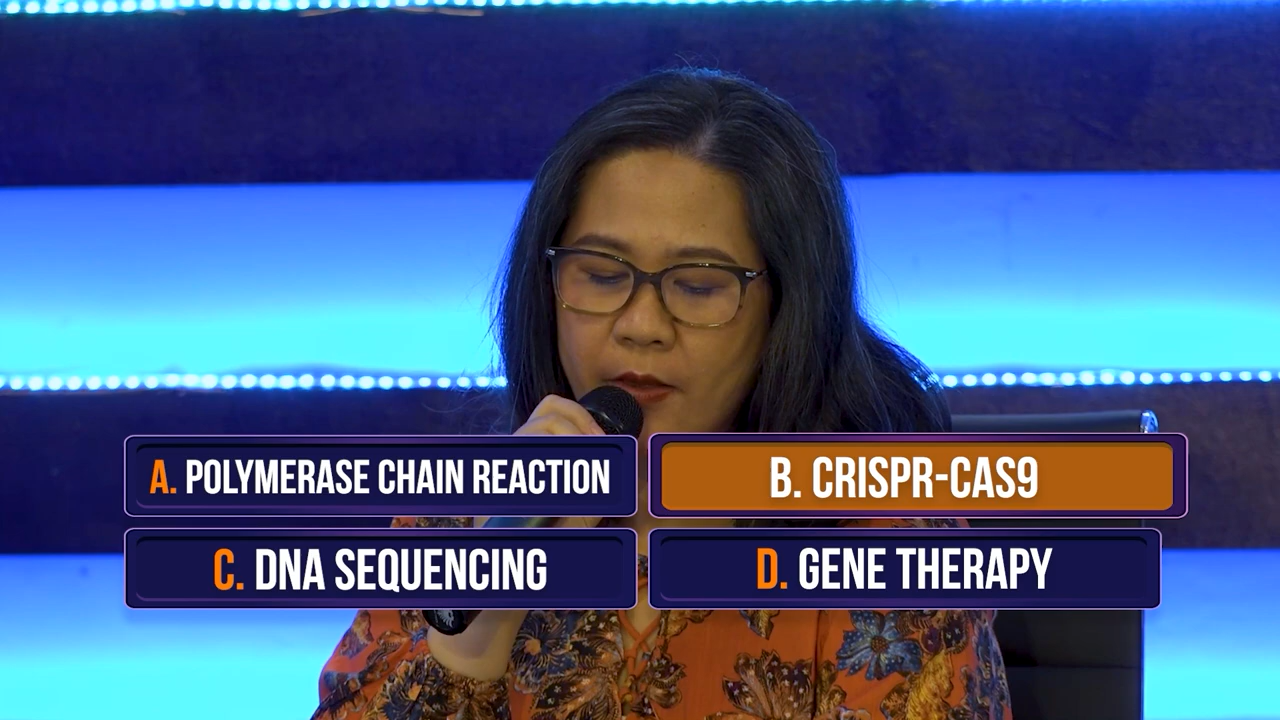 A. POLYMERASE CHAIN REACTION
B. CRISPR-CAS9
C. DNA SEQUENCING
D. GENE THERAPY